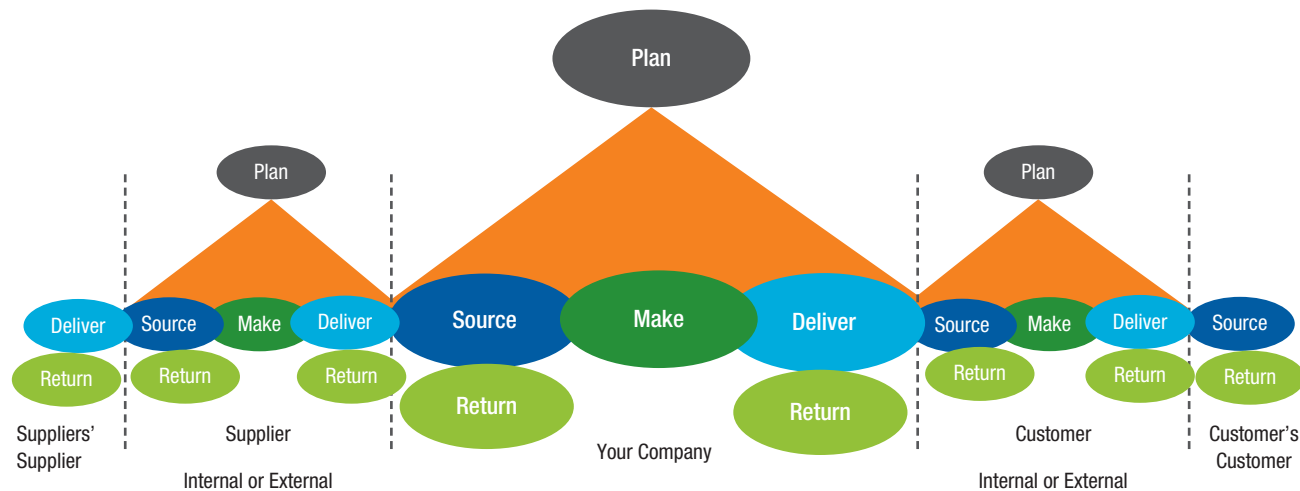 Plan
Plan
Plan
Deliver
Source
Make
Deliver
Source
Make
Deliver
Source
Make
Deliver
Source
Return
Return
Return
Return
Return
Return
Return
Return
Suppliers'
Supplier
Supplier
Internal or External
Your Company
Customer
Internal or External
Customer's
Customer